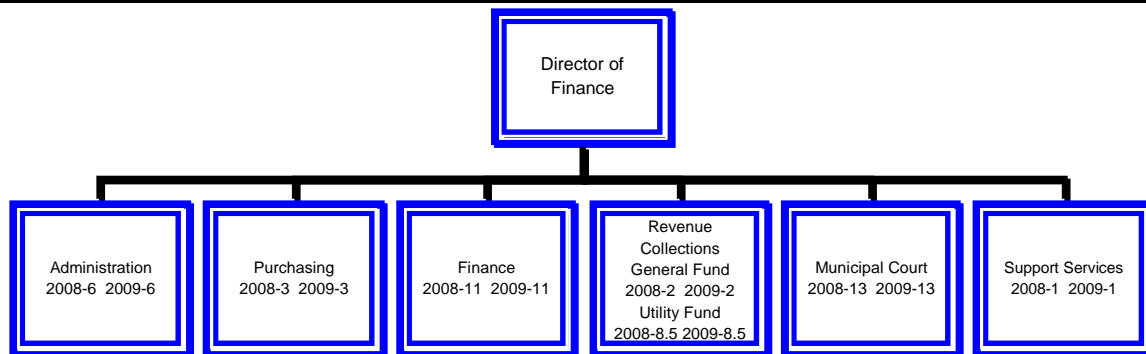 Director of
Finance
Administration
2008-6 2009-6
Purchasing
2008-3 2009-3
Finance
2008-11 2009-11
Revenue
Collections
General Fund
2008-2 2009-2
Utility Fund
2008-8.5 2009-8.5
Municipal Court
2008-13 2009-13
Support Services
2008-1 2009-1